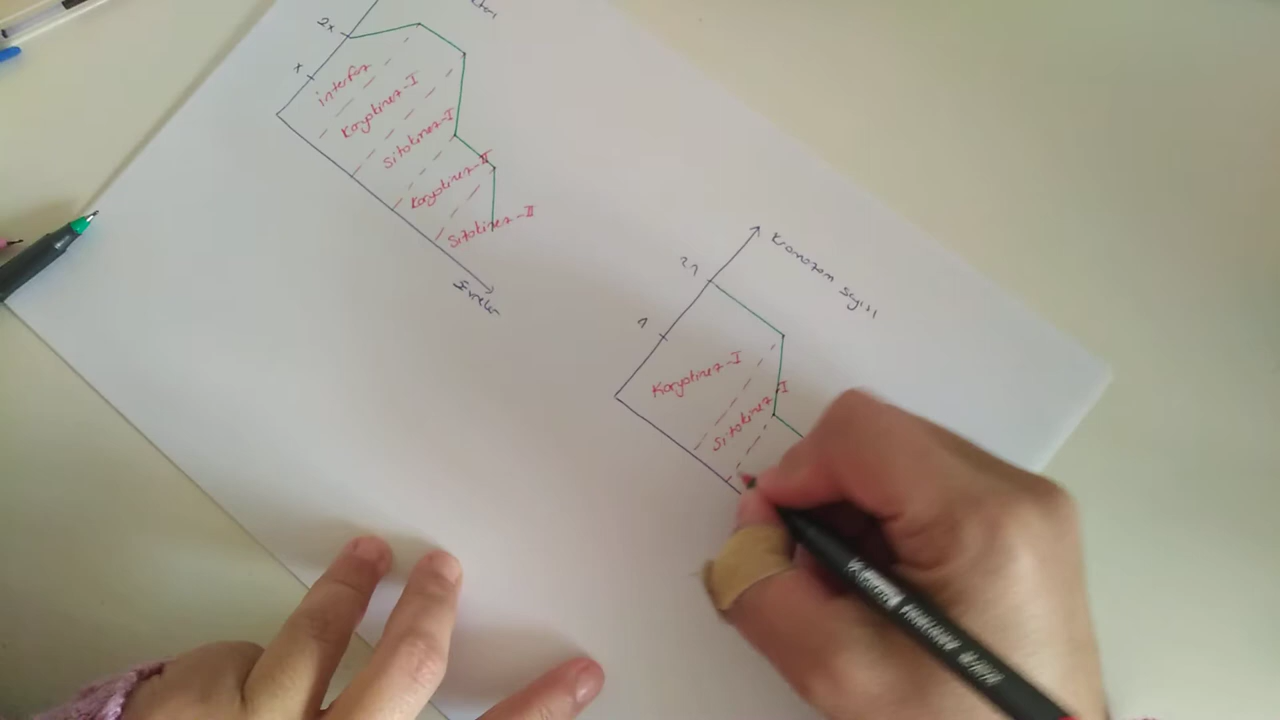 2x
x
interfaz
Karyokinez-I
Sitokinez-I
Karyokinez-II
Sitokinez-II
Evreler
Kromozom sayısı
2n
n
Karyokinez-I
Sitokinez-I